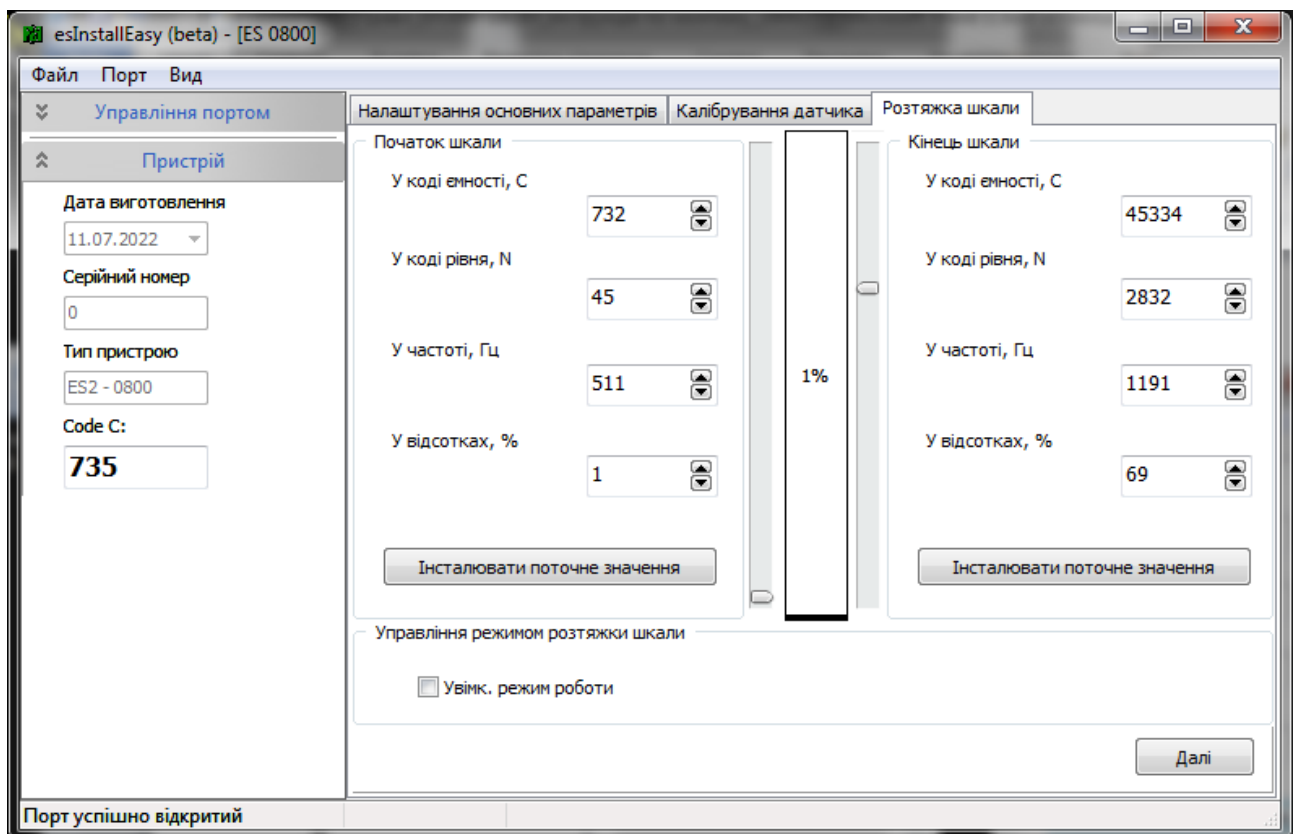 esInstallEasy (beta) - [ES 0800]
Файл Порт Вид
Управління портом
Пристрій
Дата виготовлення
11.07.2022
Серійний номер
0
Тип пристрою
ES2 - 0800
Code C:
735
Налаштування основних параметрів
Калібрування датчика
Розтяжка шкали
Початок шкали
У коді ємності, С
732
У коді рівня, N
45
У частоті, Гц
511
У відсотках, %
1
Інсталювати поточне значення
1%
Кінець шкали
У коді ємності, С
45334
У коді рівня, N
2832
У частоті, Гц
1191
У відсотках, %
69
Інсталювати поточне значення
Управління режимом розтяжки шкали
Увімк. режим роботи
Далі
Порт успішно відкритий